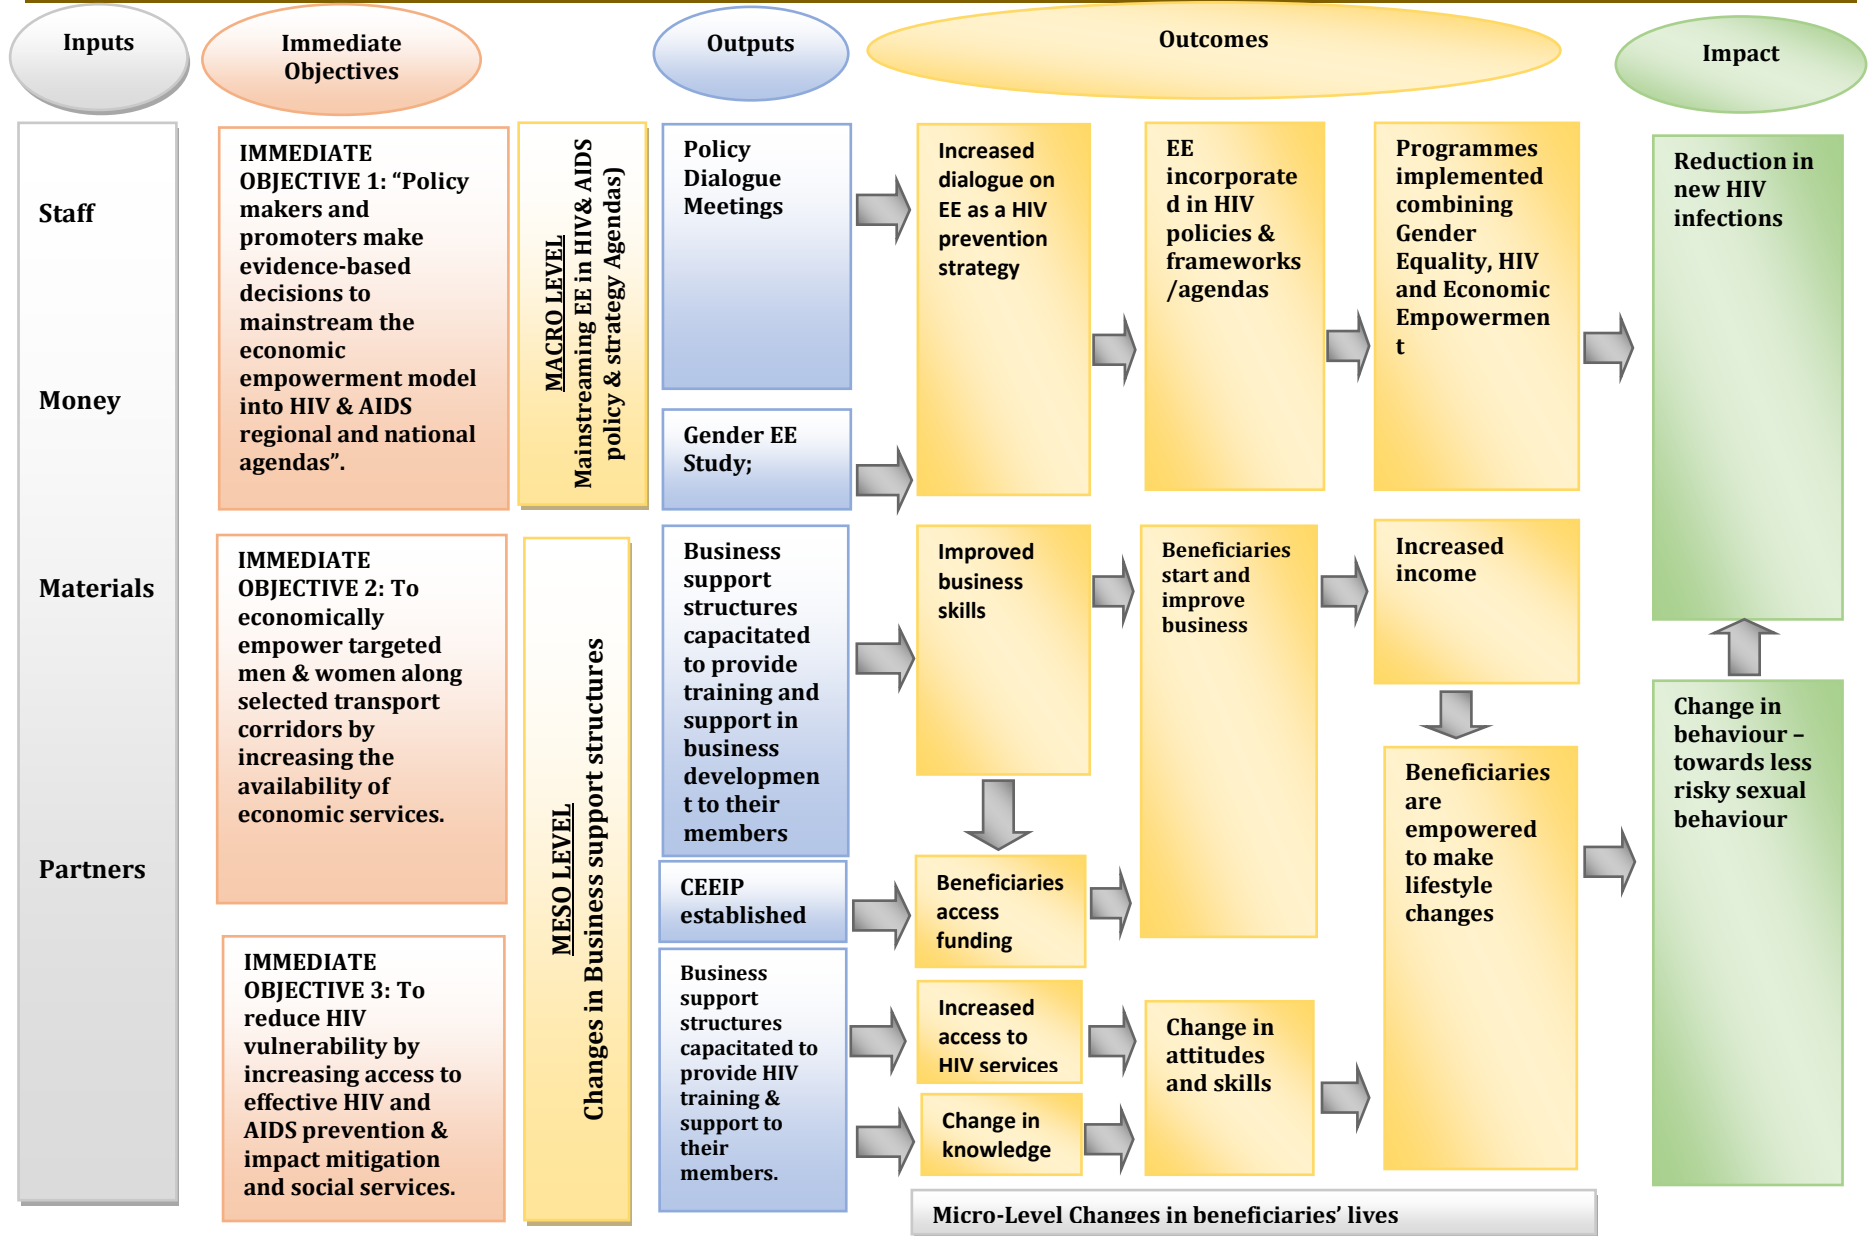 Inputs
Immediate
Objectives
Outputs
Outcomes
Impact
Staff
Money
Materials
Partners
IMMEDIATE
OBJECTIVE 1: “Policy
makers and
promoters make
evidence-based
decisions to
mainstream the
economic
empowerment model
into HIV & AIDS
regional and national
agendas”.
IMMEDIATE
OBJECTIVE 2: To
economically
empower targeted
men & women along
selected transport
corridors by
increasing the
availability of
economic services.
IMMEDIATE
OBJECTIVE 3: To
reduce HIV
vulnerability by
increasing access to
effective HIV and
AIDS prevention &
impact mitigation
and social services.
MACRO LEVEL
Mainstreaming EE in HIV& AIDS
policy & strategy Agendas)
MESO LEVEL
Changes in Business support structures
Policy
Dialogue
Meetings
Gender EE
Study;
Business
support
structures
capacitated
to provide
training and
support in
business
developmen
t to their
members
CEEIP
established
Business
support
structures
capacitated to
provide HIV
training &
support to
their
members.
Increased
dialogue on
EE as a HIV
prevention
strategy
EE
incorporate
d in HIV
policies &
frameworks
/agendas
Programmes
implemented
combining
Gender
Equality, HIV
and Economic
Empowermen
t
Improved
business
skills
Beneficiaries
start and
improve
business
Increased
income
Beneficiaries
access
funding
Increased
access to
HIV services
Change in
knowledge
Change in
attitudes
and skills
Beneficiaries
are
empowered
to make
lifestyle
changes
Reduction in
new HIV
infections
Change in
behaviour –
towards less
risky sexual
behaviour
Micro-Level Changes in beneficiaries’ lives